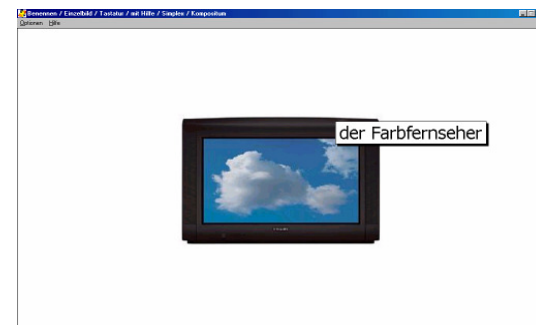 Benennen / Einzelbild / Tastatur / mit Hilfe / Simplex / Kompositum
Optionen Hilfe
der Farbfernseher